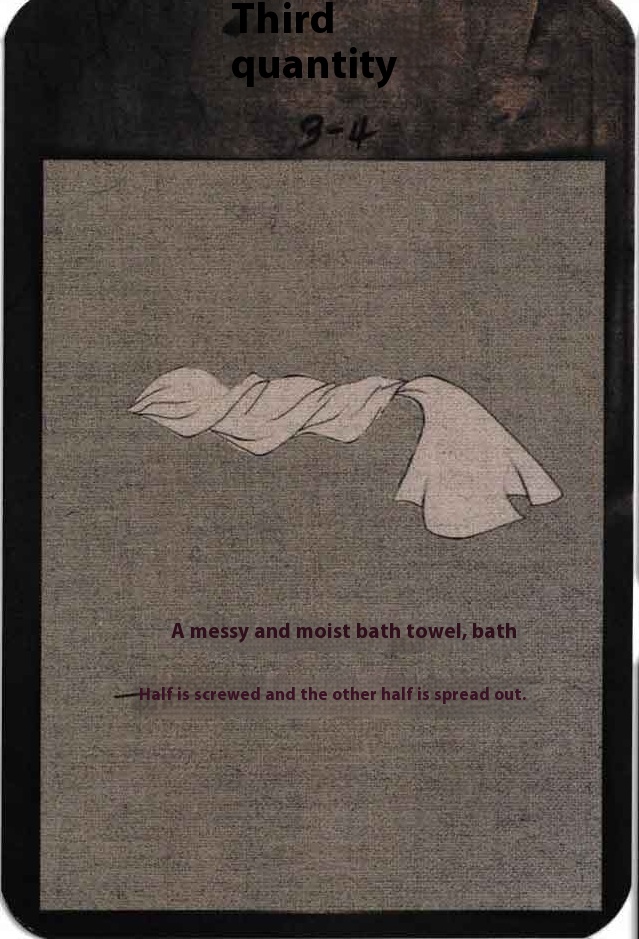 Third
quantity
3-4
A messy and moist bath towel, bath
Half is screwed and the other half is spread out.